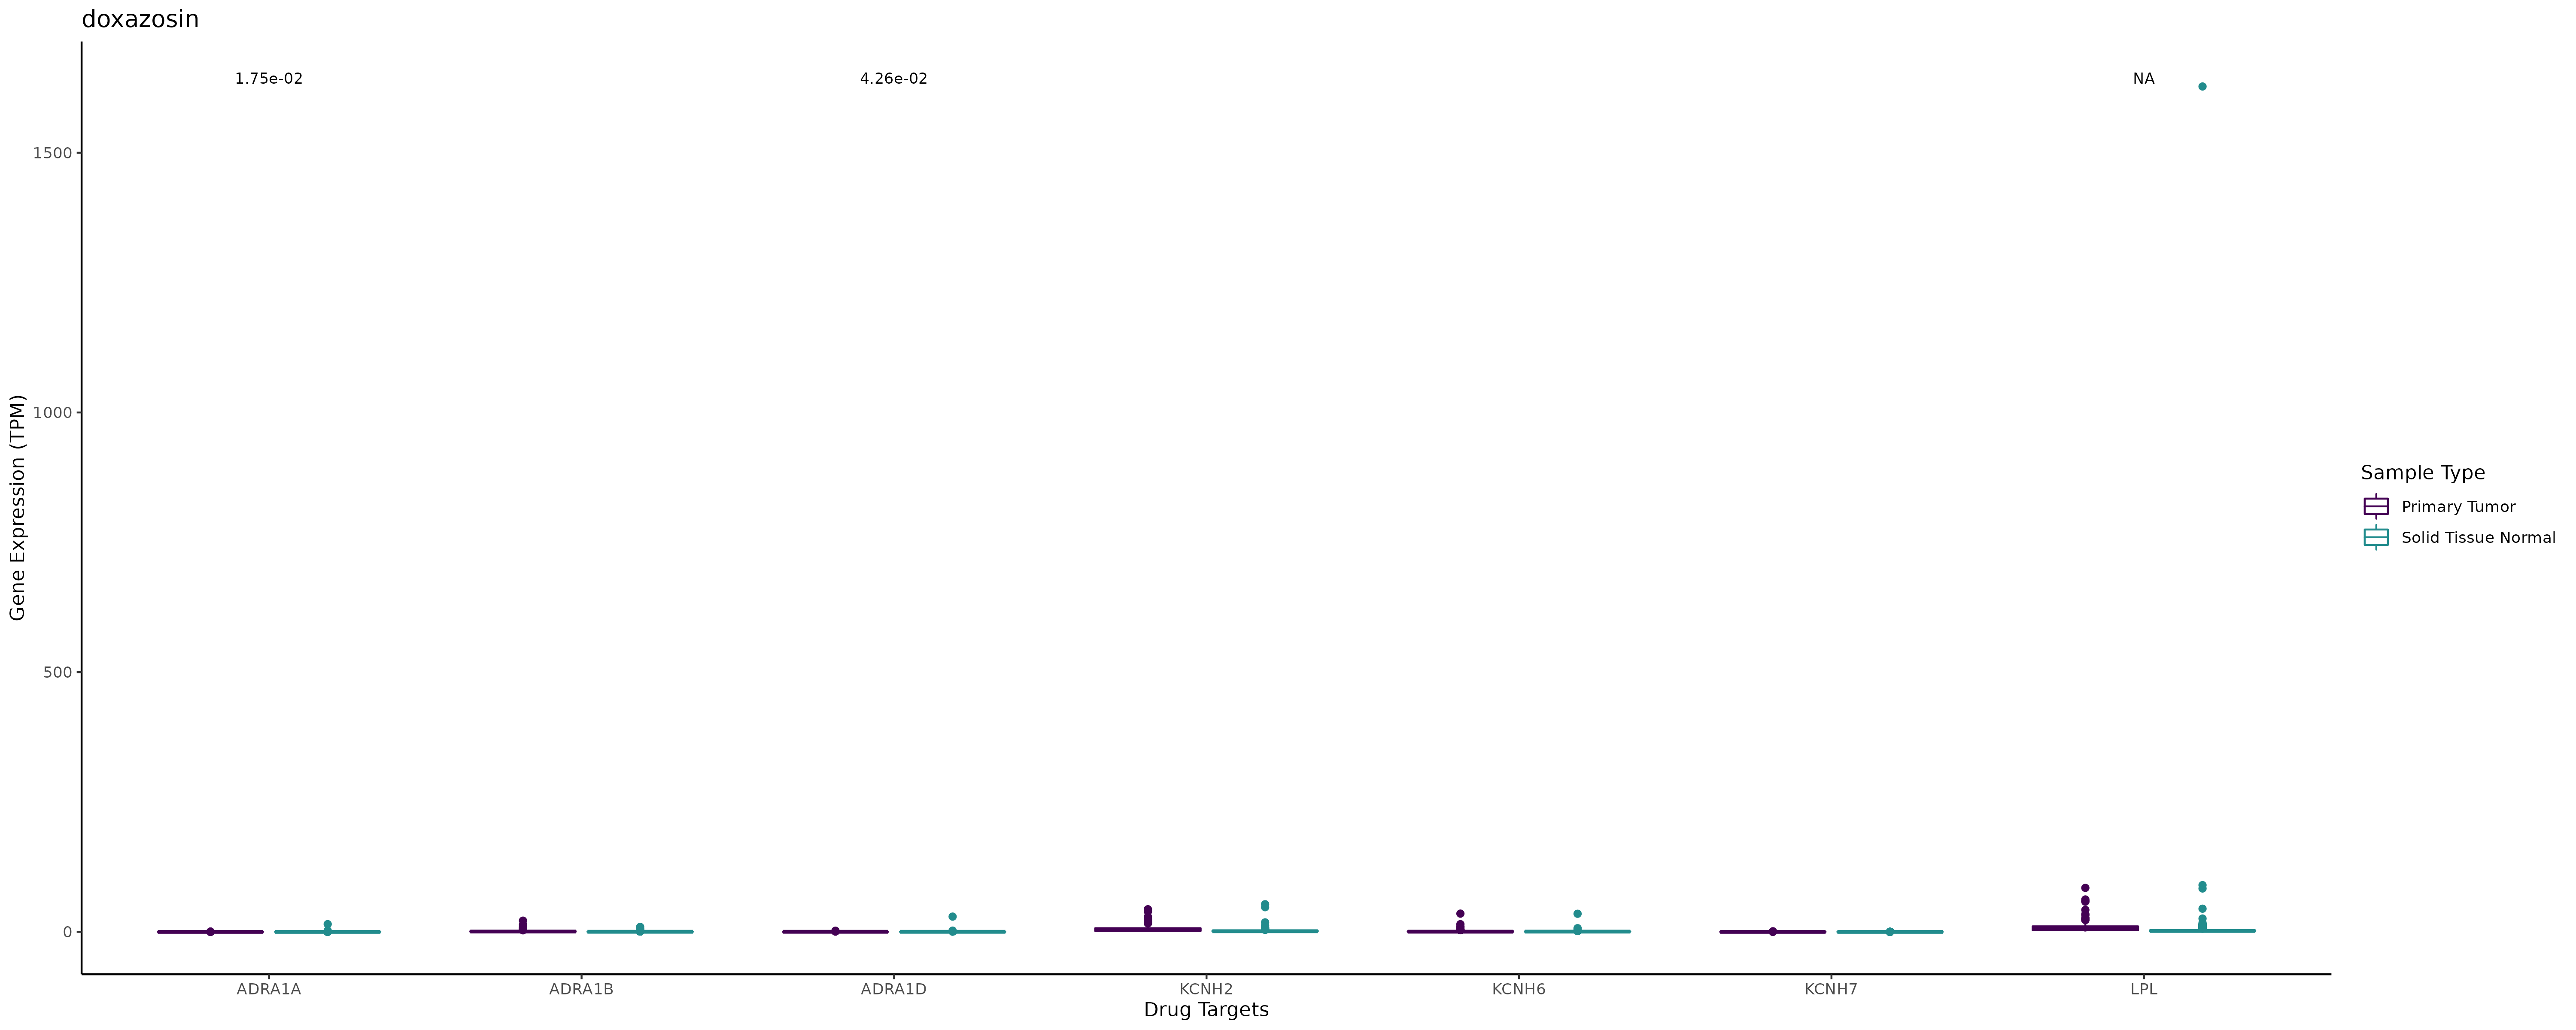 doxazosin
1.75e-02
4.26e-02
NA
1500
1000
500
0
Gene Expression (TPM)
ADRA1A
ADRA1B
ADRA1D
KCNH2
KCNH6
KCNH7
LPL
Drug Targets
Sample Type
Primary Tumor
Solid Tissue Normal